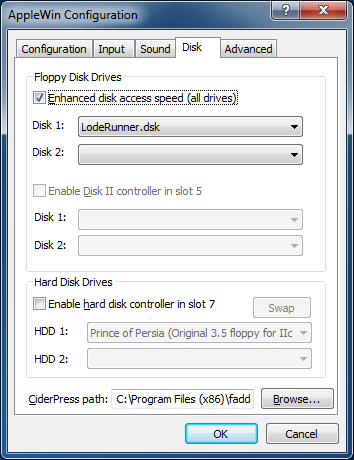 AppleWin Configuration
Configuration Input Sound Disk Advanced
Floppy Disk Drives
Enhanced disk access speed (all drives)
Disk 1: LodeRunner.dsk
Disk 2:
Enable Disk II controller in slot 5
Disk 1:
Disk 2:
Hard Disk Drives
Enable hard disk controller in slot 7 Swap
HDD 1: Prince of Persia (Original 3.5 floppy for IIc
HDD 2:
CiderPress path: C:\Program Files (x86)\fadd Browse...
OK Cancel